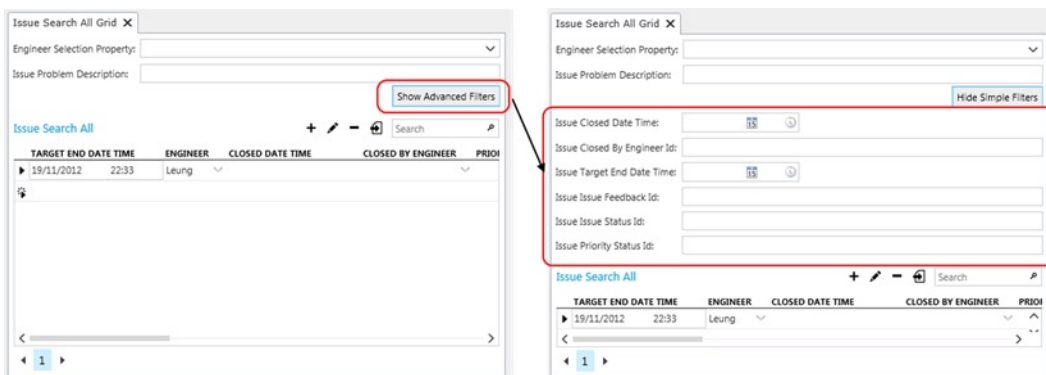 Issue Search All Grid X
Engineer Selection Property:
Issue Problem Description:
Show Advanced Filters
Issue Search All
Search
TARGET END DATE TIME ENGINEER CLOSED DATE TIME CLOSED BY ENGINEER PRIOI
19/11/2012 22:33 Leung
1
Issue Search All Grid X
Engineer Selection Property:
Issue Problem Description:
Hide Simple Filters
Issue Closed Date Time: 15
Issue Closed By Engineer Id:
Issue Target End Date Time: 15
Issue Issue Feedback Id:
Issue Issue Status Id:
Issue Priority Status Id:
Issue Search All
Search
TARGET END DATE TIME ENGINEER CLOSED DATE TIME CLOSED BY ENGINEER PRIOI
19/11/2012 22:33 Leung
1